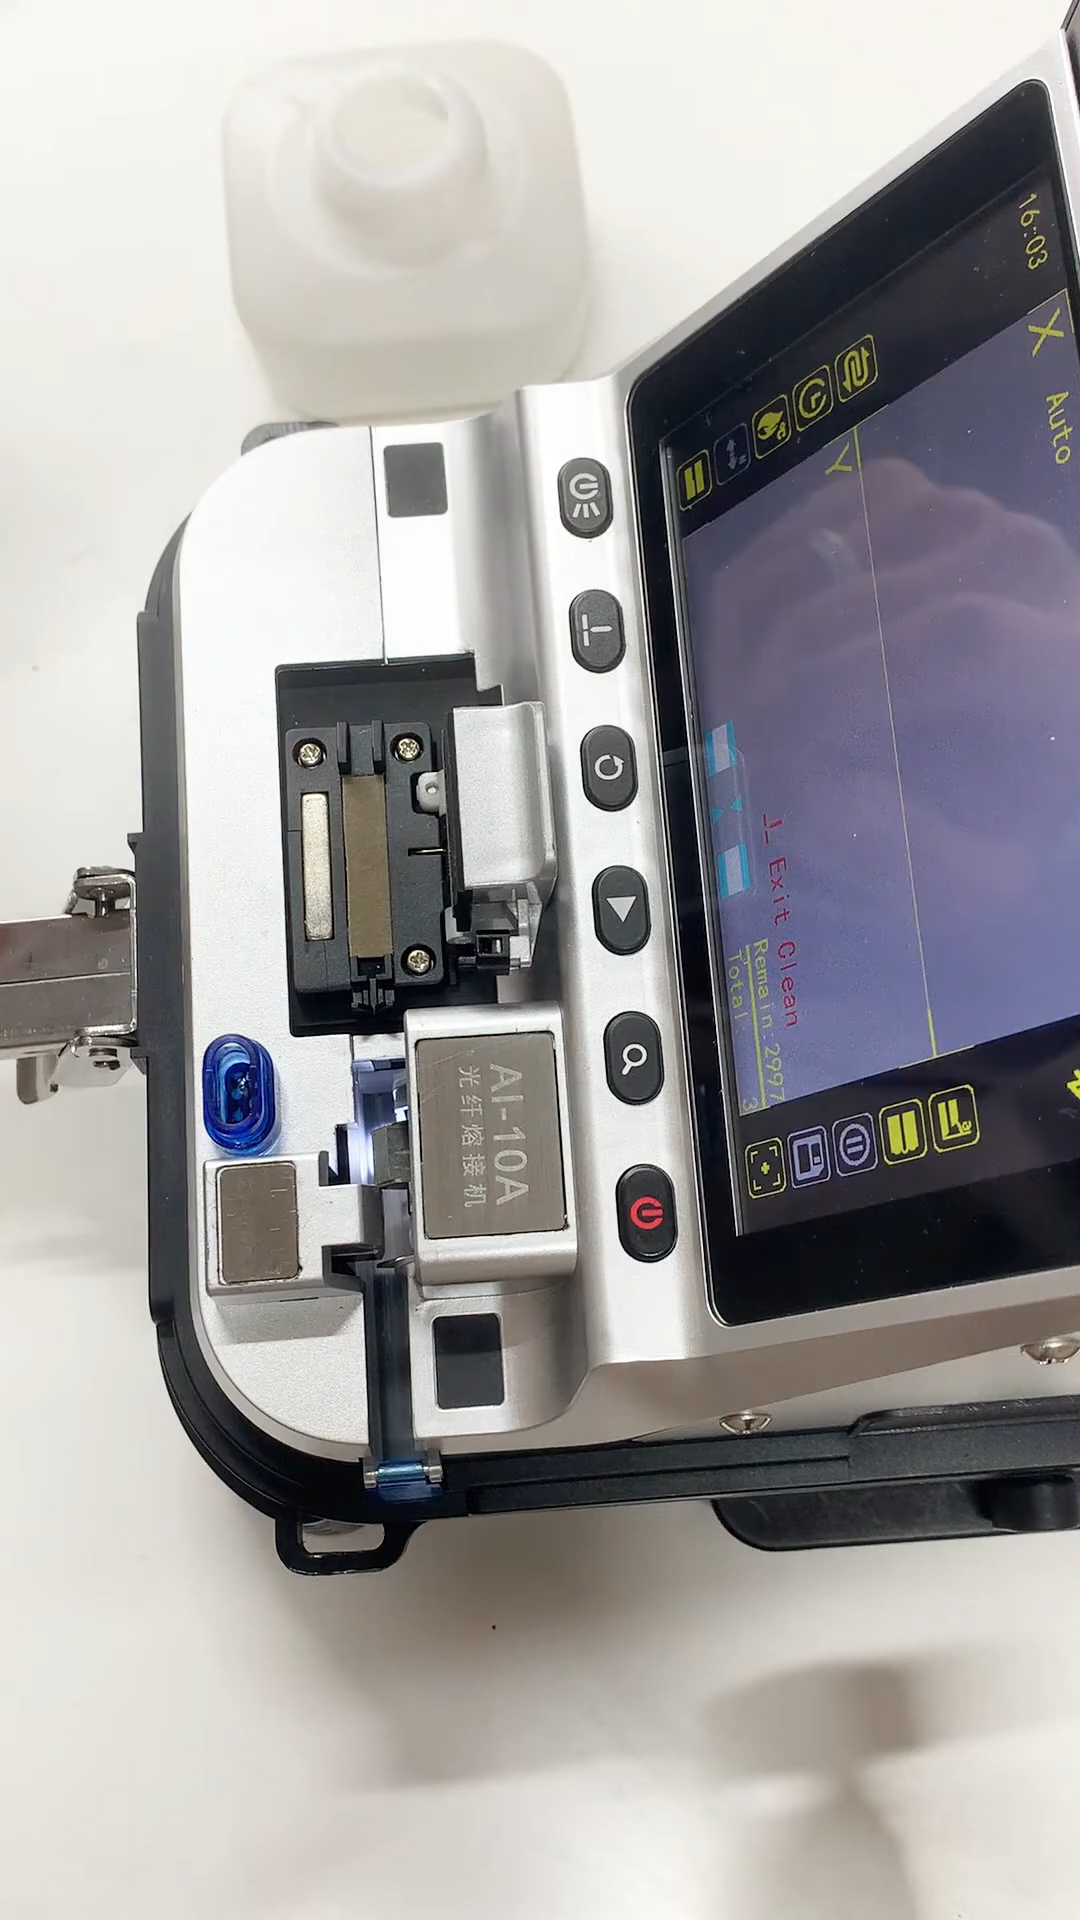 16:03
X
Auto
Y
Exit Clean
Remain: 2997
Total: 3
AI-10A
光纤熔接机